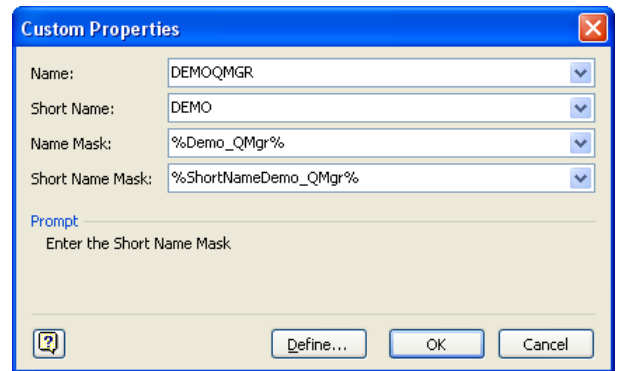 Custom Properties
Name: DEMOQMGR
Short Name: DEMO
Name Mask: %Demo_QMgr%
Short Name Mask: %ShortNameDemo_QMgr%
Prompt
Enter the Short Name Mask
? Define... OK Cancel